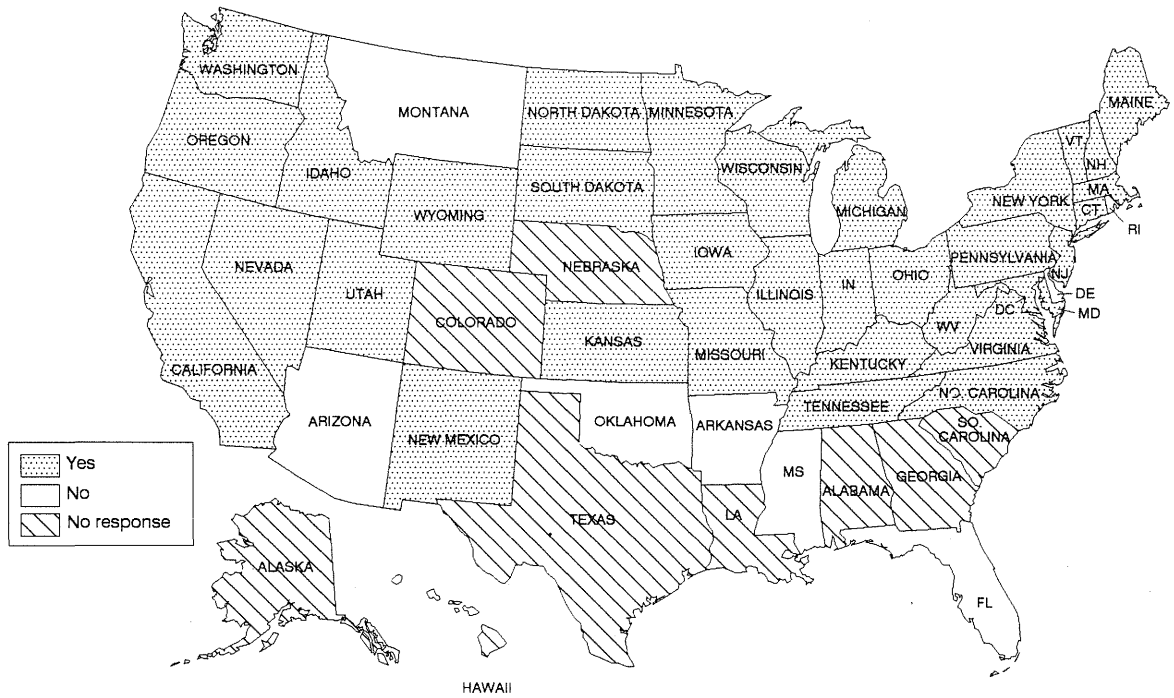 WASHINGTON
MONTANA
NORTH DAKOTA
MINNESOTA
MAINE
OREGON
VT
NH
IDAHO
WISCONSIN
SOUTH DAKOTA
MA
NEW YORK
WYOMING
MICHIGAN
CT
RI
IOWA
PENNSYLVANIA
NEVADA
NEBRASKA
OHIO
NJ
UTAH
ILLINOIS
IN
DE
COLORADO
DC
MD
WV
KANSAS
VIRGINIA
MISSOURI
KENTUCKY
CALIFORNIA
NO. CAROLINA
TENNESSEE
ARIZONA
OKLAHOMA
SO.
CAROLINA
ARKANSAS
NEW MEXICO
Yes
MS
GEORGIA
ALABAMA
No
LA
TEXAS
No response
ALASKA
FL
HAWAII